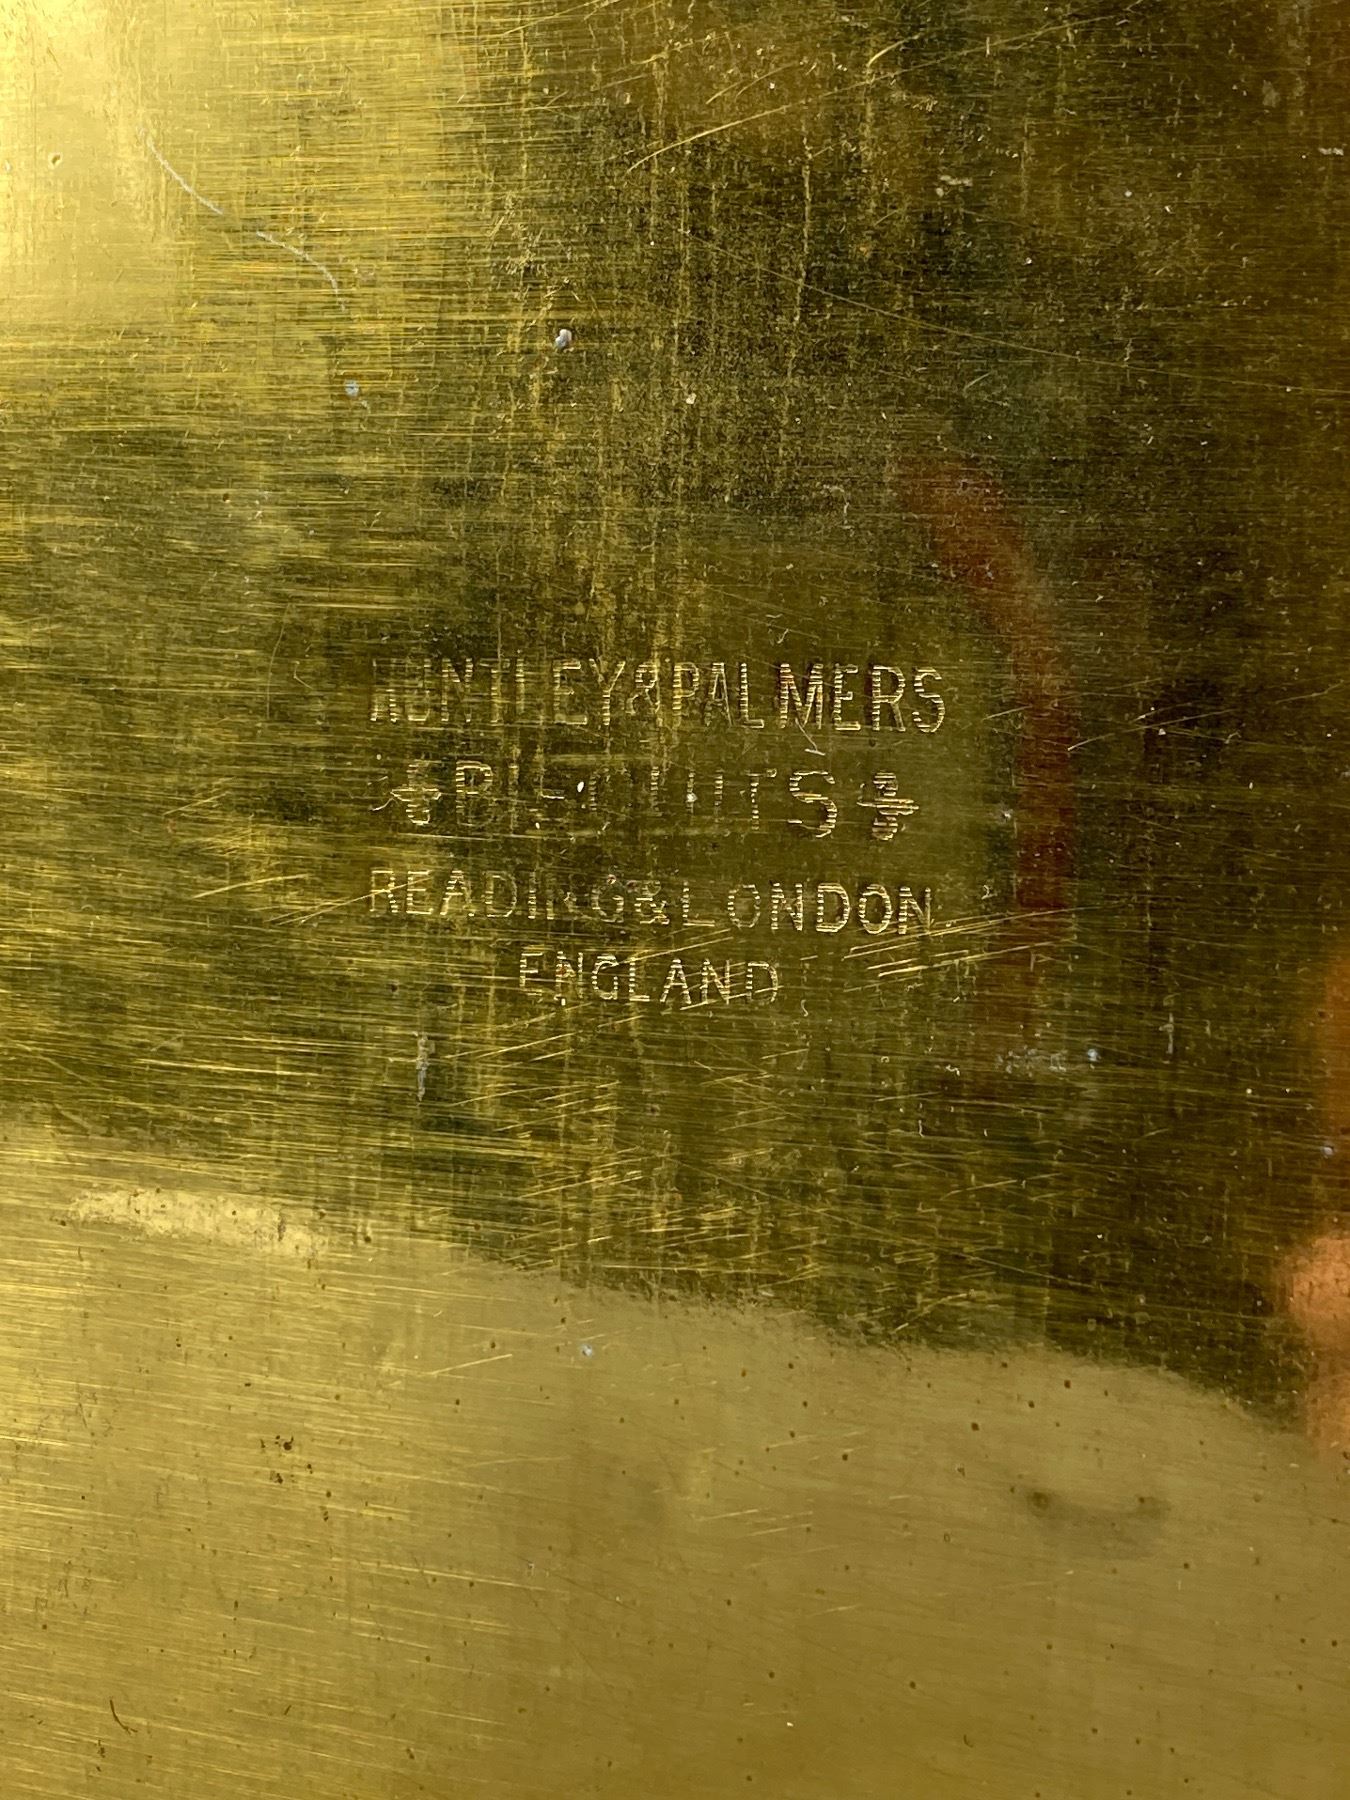 HUNTLEY & PALMERS
BISCUITS
READING & LONDON
ENGLAND